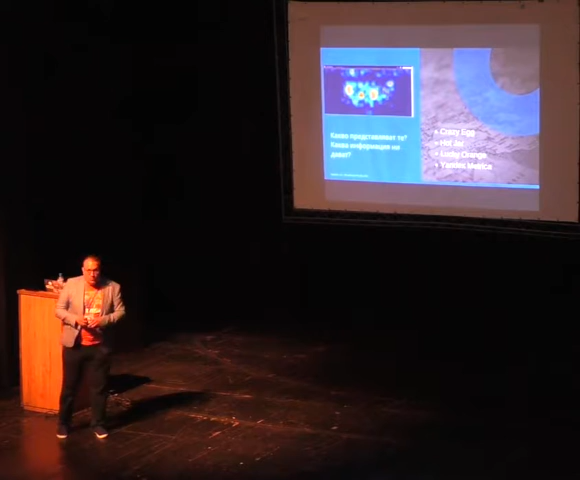 Какво представляват те?
Каква информация ни
дават?
Crazy Egg
Hot Jar
Lucky Orange
Yandex Metrica